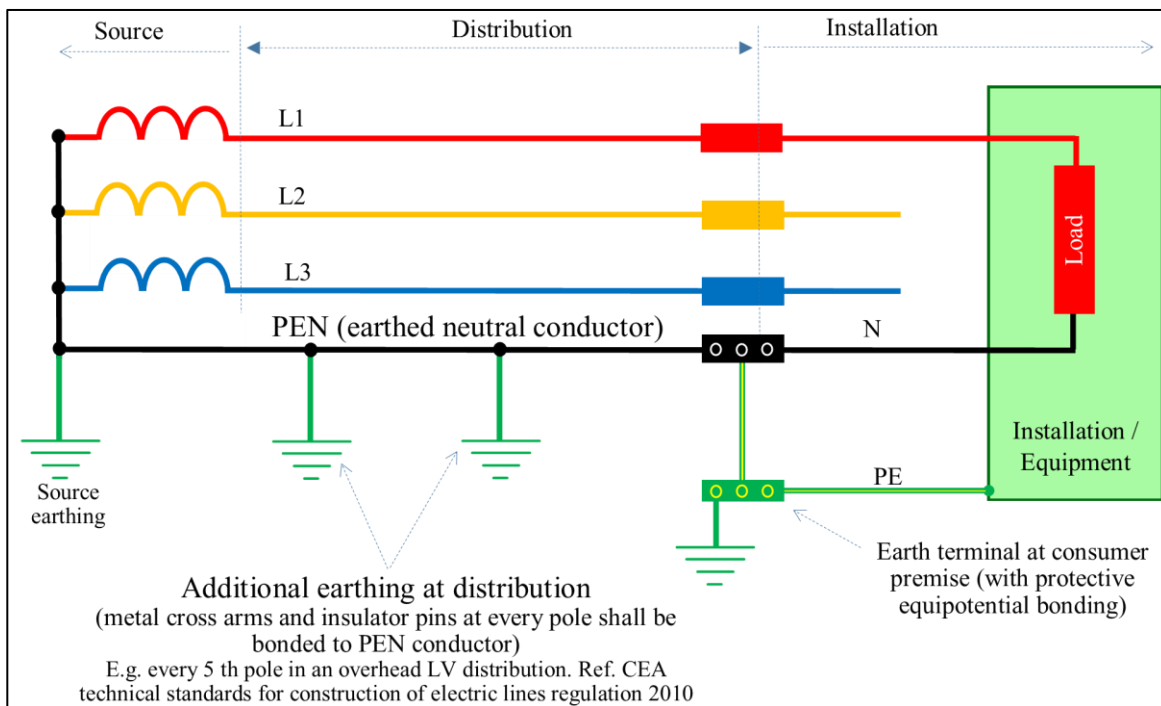 Source
Distribution
Installation
L1
L2
L3
PEN (earthed neutral conductor)
N
Load
Installation /
Equipment
PE
Source
earthing
Additional earthing at distribution
(metal cross arms and insulator pins at every pole shall be
bonded to PEN conductor)
E.g. every 5 th pole in an overhead LV distribution. Ref. CEA
technical standards for construction of electric lines regulation 2010
Earth terminal at consumer
premise (with protective
equipotential bonding)